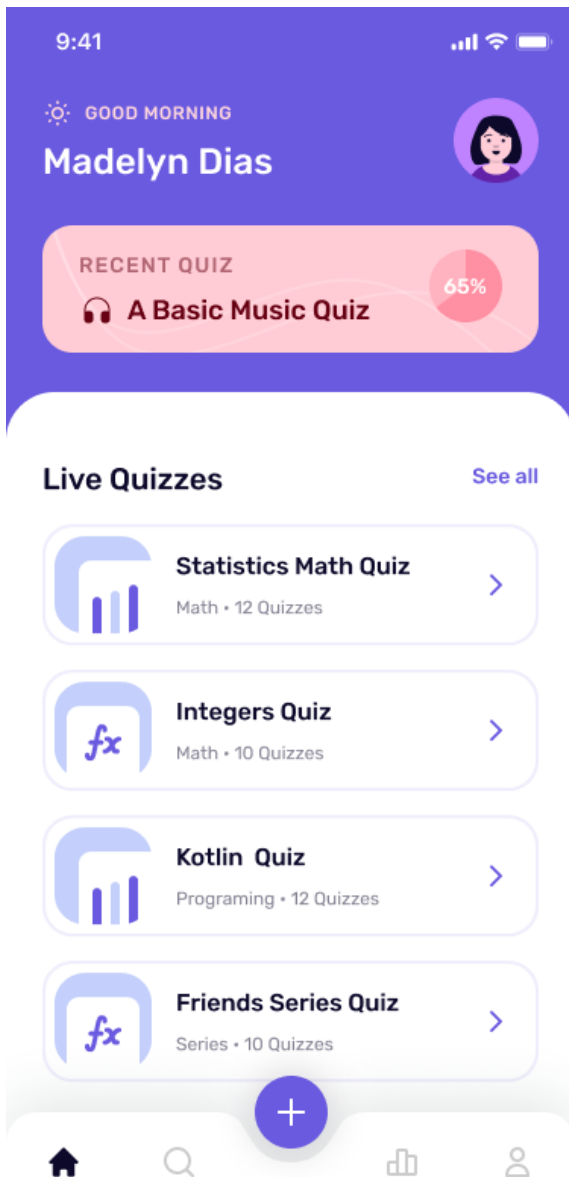 9:41
GOOD MORNING
Madelyn Dias
RECENT QUIZ
A Basic Music Quiz
65%
Live Quizzes
See all
Statistics Math Quiz
Math • 12 Quizzes
fx
Integers Quiz
Math • 10 Quizzes
Kotlin  Quiz
Programing • 12 Quizzes
fx
Friends Series Quiz
Series • 10 Quizzes